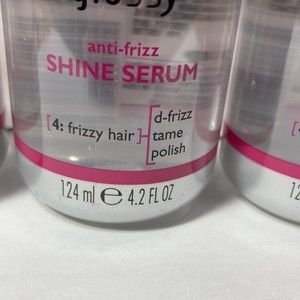 anti-frizz
SHINE SERUM
[4: frizzy hair]
d-frizz
tame
polish
124 ml ℮ 4.2 FL OZ